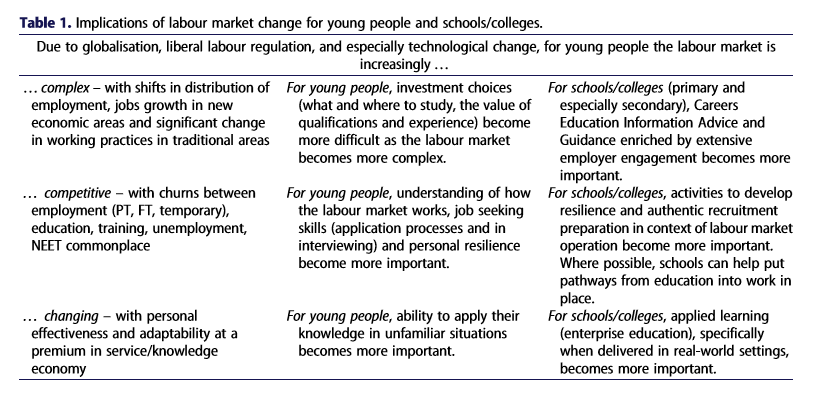 Table 1. Implications of labour market change for young people and schools/colleges.
Due to globalisation, liberal labour regulation, and especially technological change, for young people the labour market is
increasingly …
… complex – with shifts in distribution of
employment, jobs growth in new
economic areas and significant change
in working practices in traditional areas
For young people, investment choices
(what and where to study, the value of
qualifications and experience) become
more difficult as the labour market
becomes more complex.
For schools/colleges (primary and
especially secondary), Careers
Education Information Advice and
Guidance enriched by extensive
employer engagement becomes more
important.
… competitive – with churns between
employment (PT, FT, temporary),
education, training, unemployment,
NEET commonplace
For young people, understanding of how
the labour market works, job seeking
skills (application processes and in
interviewing) and personal resilience
become more important.
For schools/colleges, activities to develop
resilience and authentic recruitment
preparation in context of labour market
operation become more important.
Where possible, schools can help put
pathways from education into work in
place.
… changing – with personal
effectiveness and adaptability at a
premium in service/knowledge
economy
For young people, ability to apply their
knowledge in unfamiliar situations
becomes more important.
For schools/colleges, applied learning
(enterprise education), specifically
when delivered in real-world settings,
becomes more important.